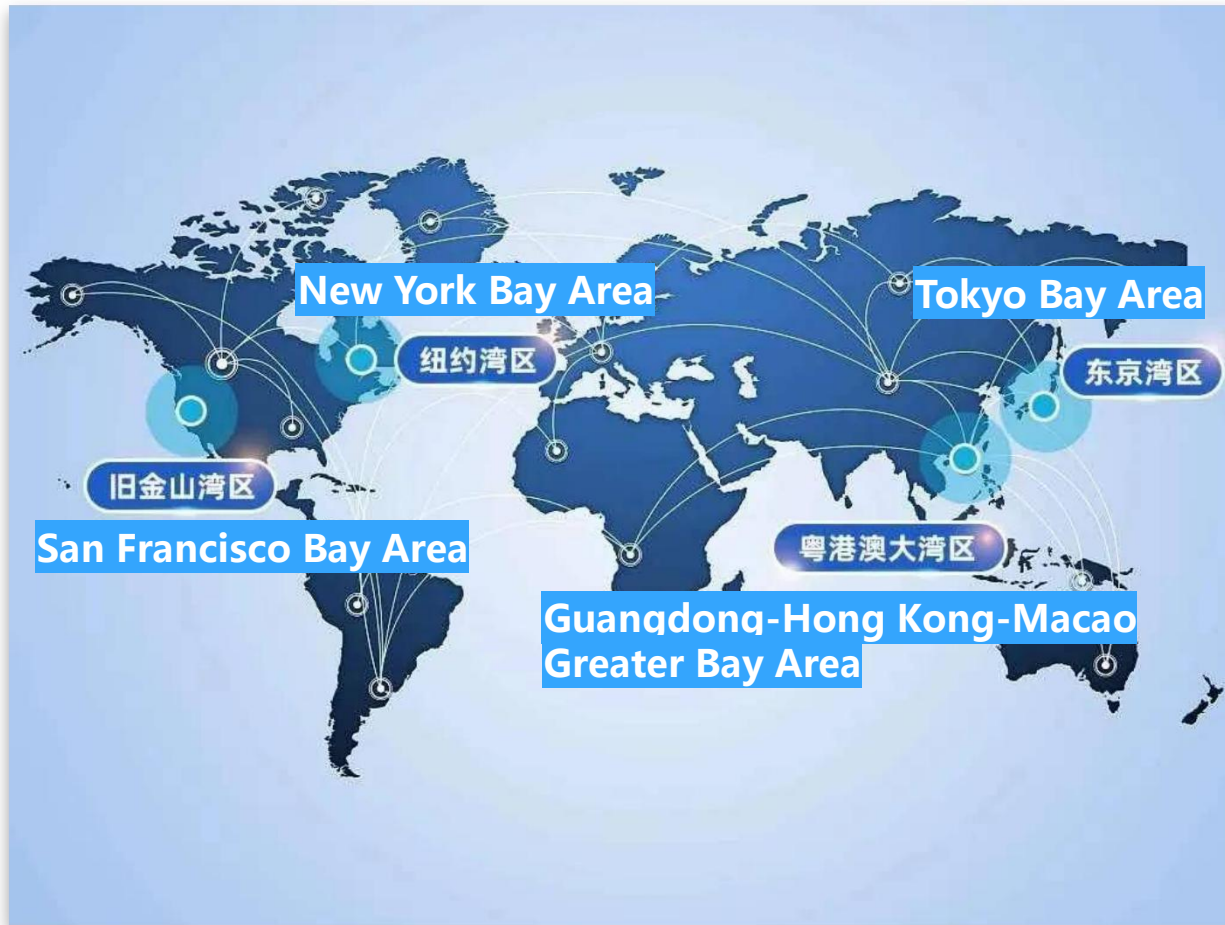 New York Bay Area
Tokyo Bay Area
纽约湾区
东京湾区
旧金山湾区
San Francisco Bay Area
粤港澳大湾区
Guangdong-Hong Kong-Macao
Greater Bay Area